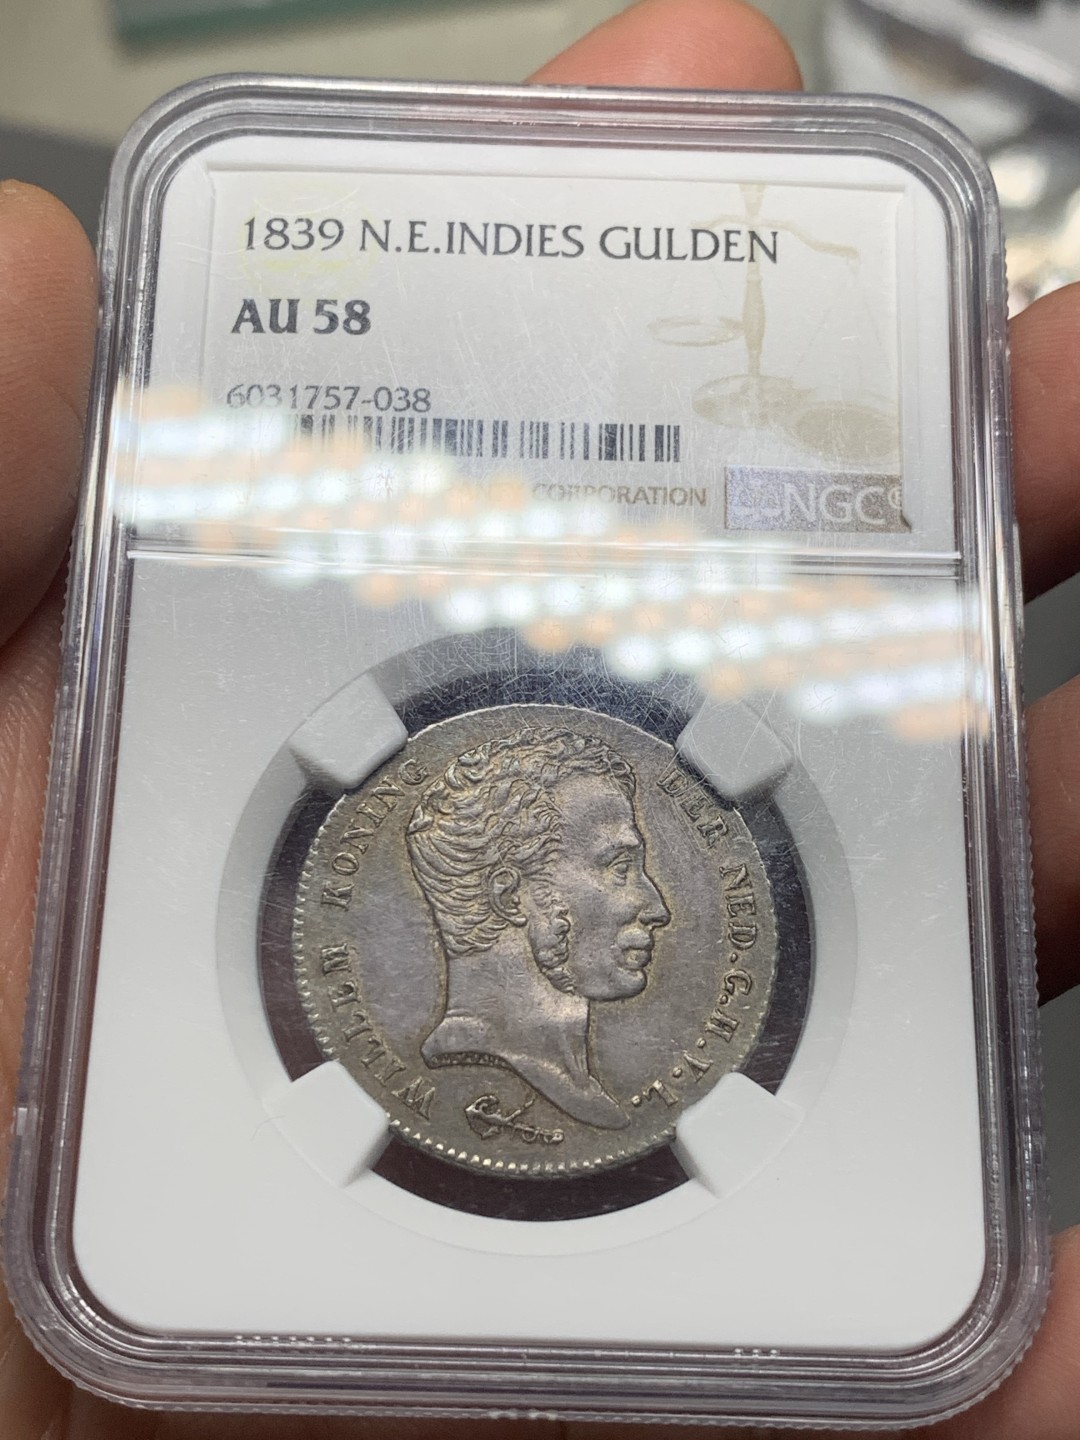 1839 N.E.INDIES GULDEN
AU 58
6031757-038
CORPORATION
NGC
WILLEM KONING DER NED. G.H.V.L.